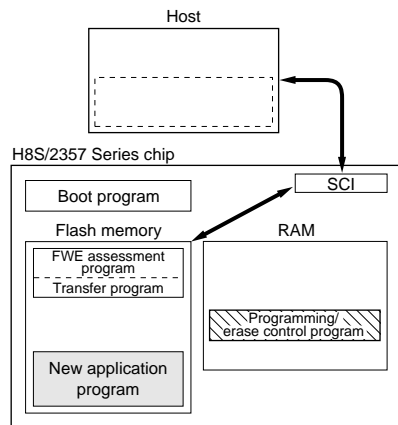 Host
H8S/2357 Series chip
Boot program
SCI
Flash memory
RAM
FWE assessment
program
Transfer program
Programming/
erase control program
New application
program